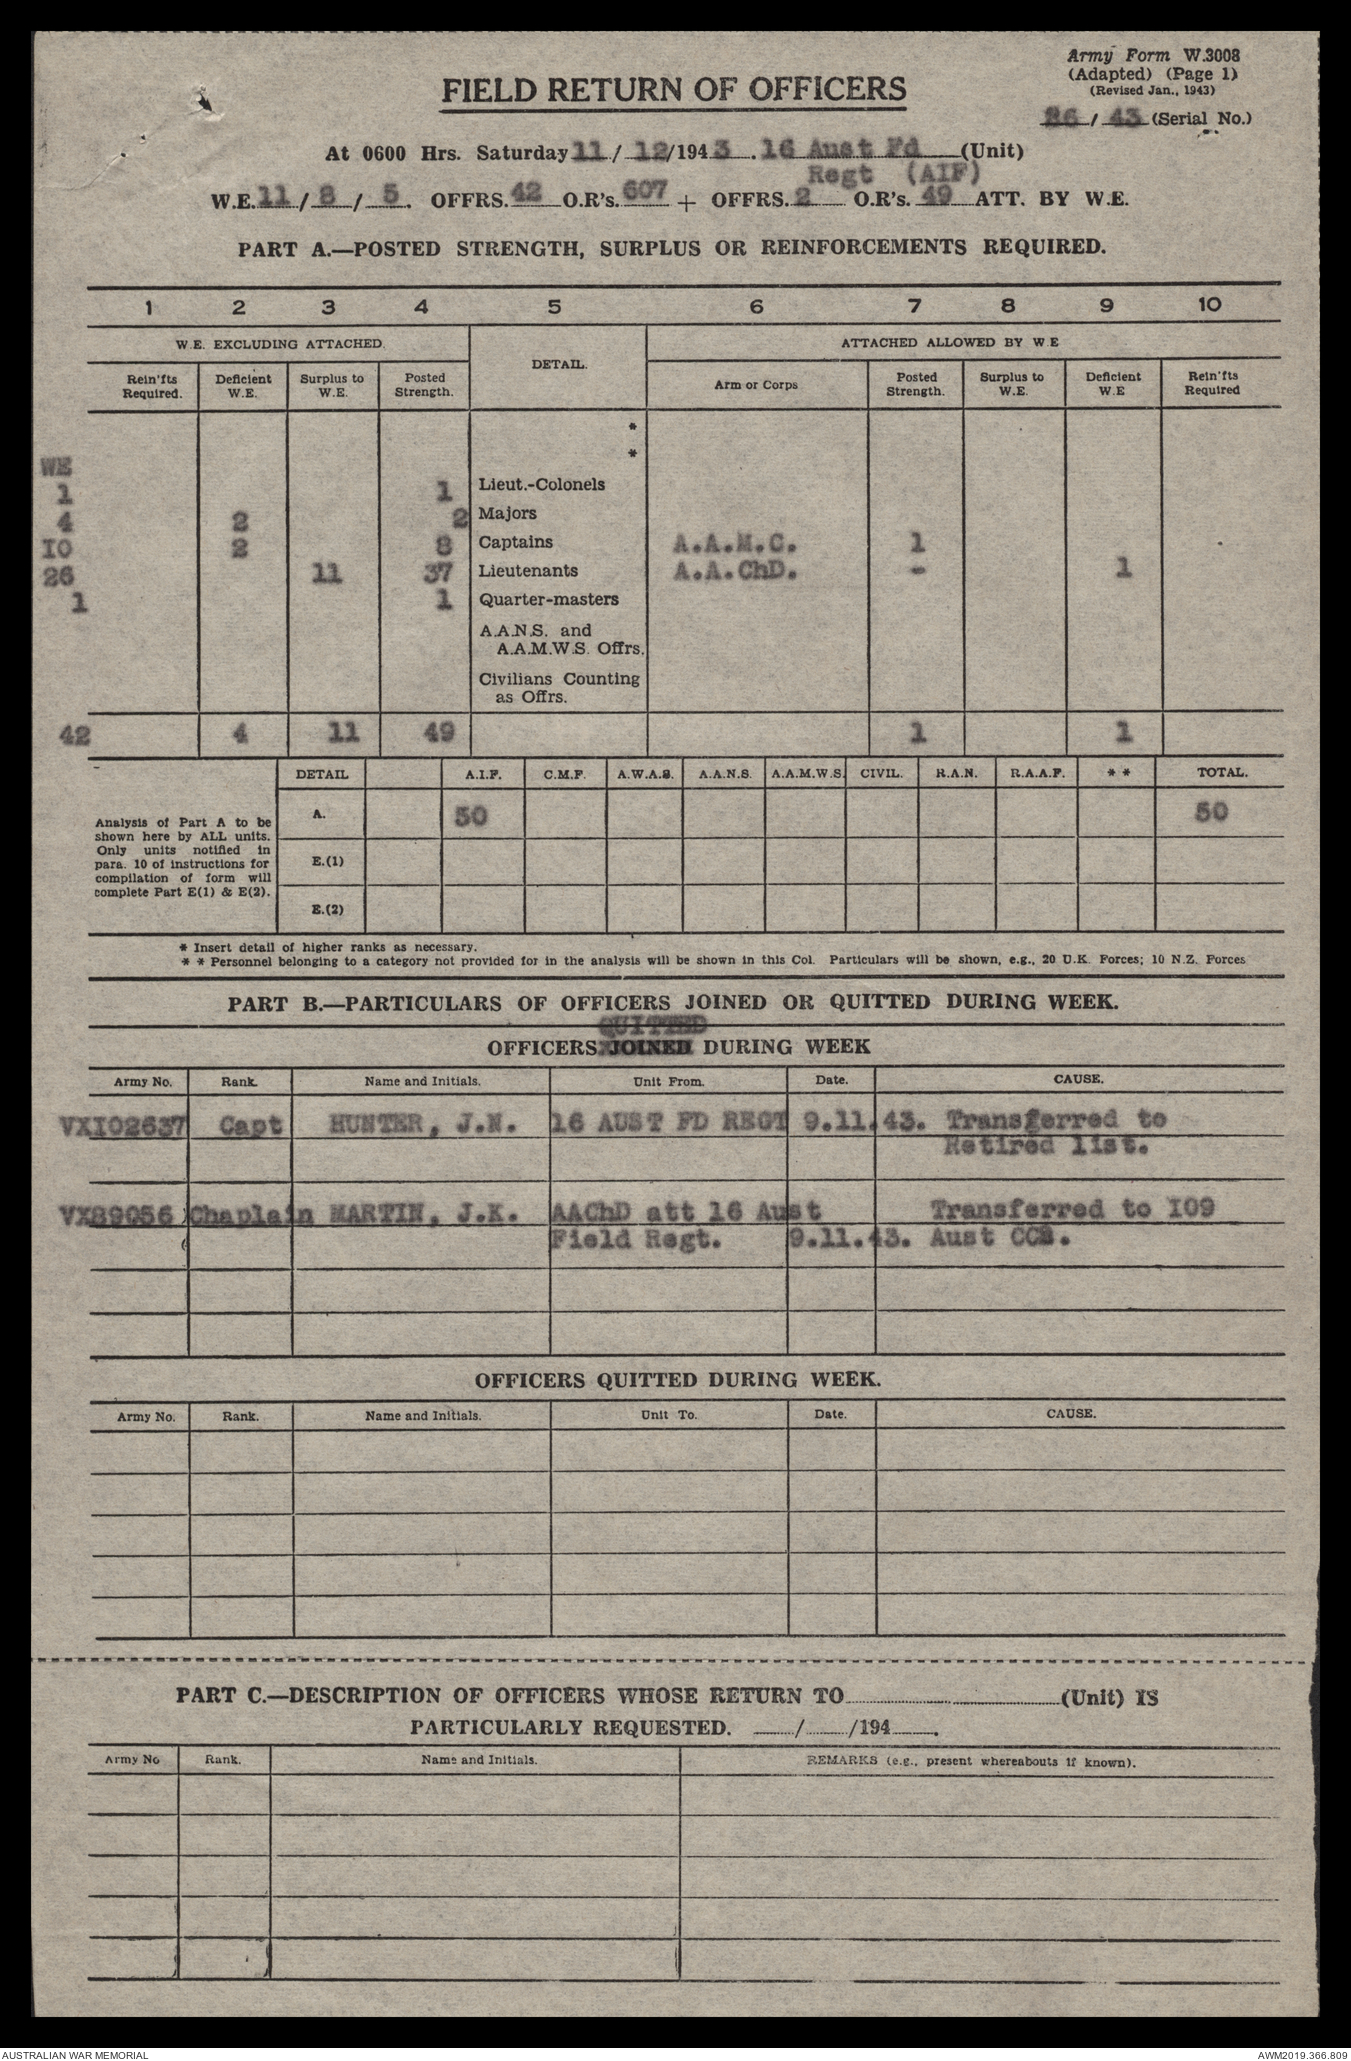 Army Form W.3008
(Adapted) (Page 1)
(Revised Jan., 1943)
FIELD RETURN OF OFFICERS
86 / 43 (Serial No.)
At 0600 Hrs. Saturday 11 / 12/1943 . 16 Aust Fd (Unit)
Regt (AIF)
W.E. 11 / 8 / 5. OFFRS. 42 O.R's. 607 + OFFRS. 2 O.R's. 49 ATT. BY W.E.
PART A.—POSTED STRENGTH, SURPLUS OR REINFORCEMENTS REQUIRED.
1 2 3 4 5 6 7 8 9 10
W.E. EXCLUDING ATTACHED. DETAIL. ATTACHED ALLOWED BY W.E
Rein'fts Required. Deficient W.E. Surplus to W.E. Posted Strength. Arm or Corps Posted Strength. Surplus to W.E. Deficient W.E Rein'fts Required
*
*
WE
1 1 Lieut.-Colonels
4 2 2 Majors
IO 2 8 Captains A.A.M.C. 1
26 11 37 Lieutenants A.A.ChD. - 1
1 1 Quarter-masters
A.A.N.S. and
A.A.M.W.S. Offrs.
Civilians Counting
as Offrs.
42 4 11 49 1 1
DETAIL A.I.F. C.M.F. A.W.A.S. A.A.N.S. A.A.M.W.S. CIVIL. R.A.N. R.A.A.F. * * TOTAL.
Analysis of Part A to be
shown here by ALL units.
Only units notified in
para. 10 of instructions for
compilation of form will
complete Part E(1) & E(2).
A. 50 50
E.(1)
E.(2)
* Insert detail of higher ranks as necessary.
* * Personnel belonging to a category not provided for in the analysis will be shown in this Col. Particulars will be shown, e.g., 20 U.K. Forces; 10 N.Z. Forces
PART B.—PARTICULARS OF OFFICERS JOINED OR QUITTED DURING WEEK.
QUITTED
OFFICERS JOINED DURING WEEK
Army No. Rank. Name and Initials. Unit From. Date. CAUSE.
VXIO2637 Capt HUNTER, J.N. 16 AUST FD REGT 9.11.43. Transferred to
Retired list.
VX89056 Chaplain MARTIN, J.K. AAChD att 16 Aust Transferred to IO9
Field Regt. 9.11.43. Aust CCS.
OFFICERS QUITTED DURING WEEK.
Army No. Rank. Name and Initials. Unit To. Date. CAUSE.
PART C.—DESCRIPTION OF OFFICERS WHOSE RETURN TO (Unit) IS
PARTICULARLY REQUESTED. / /194 .
Army No Rank. Name and Initials. REMARKS (e.g., present whereabouts if known).
AUSTRALIAN WAR MEMORIAL AWM2019.366.809